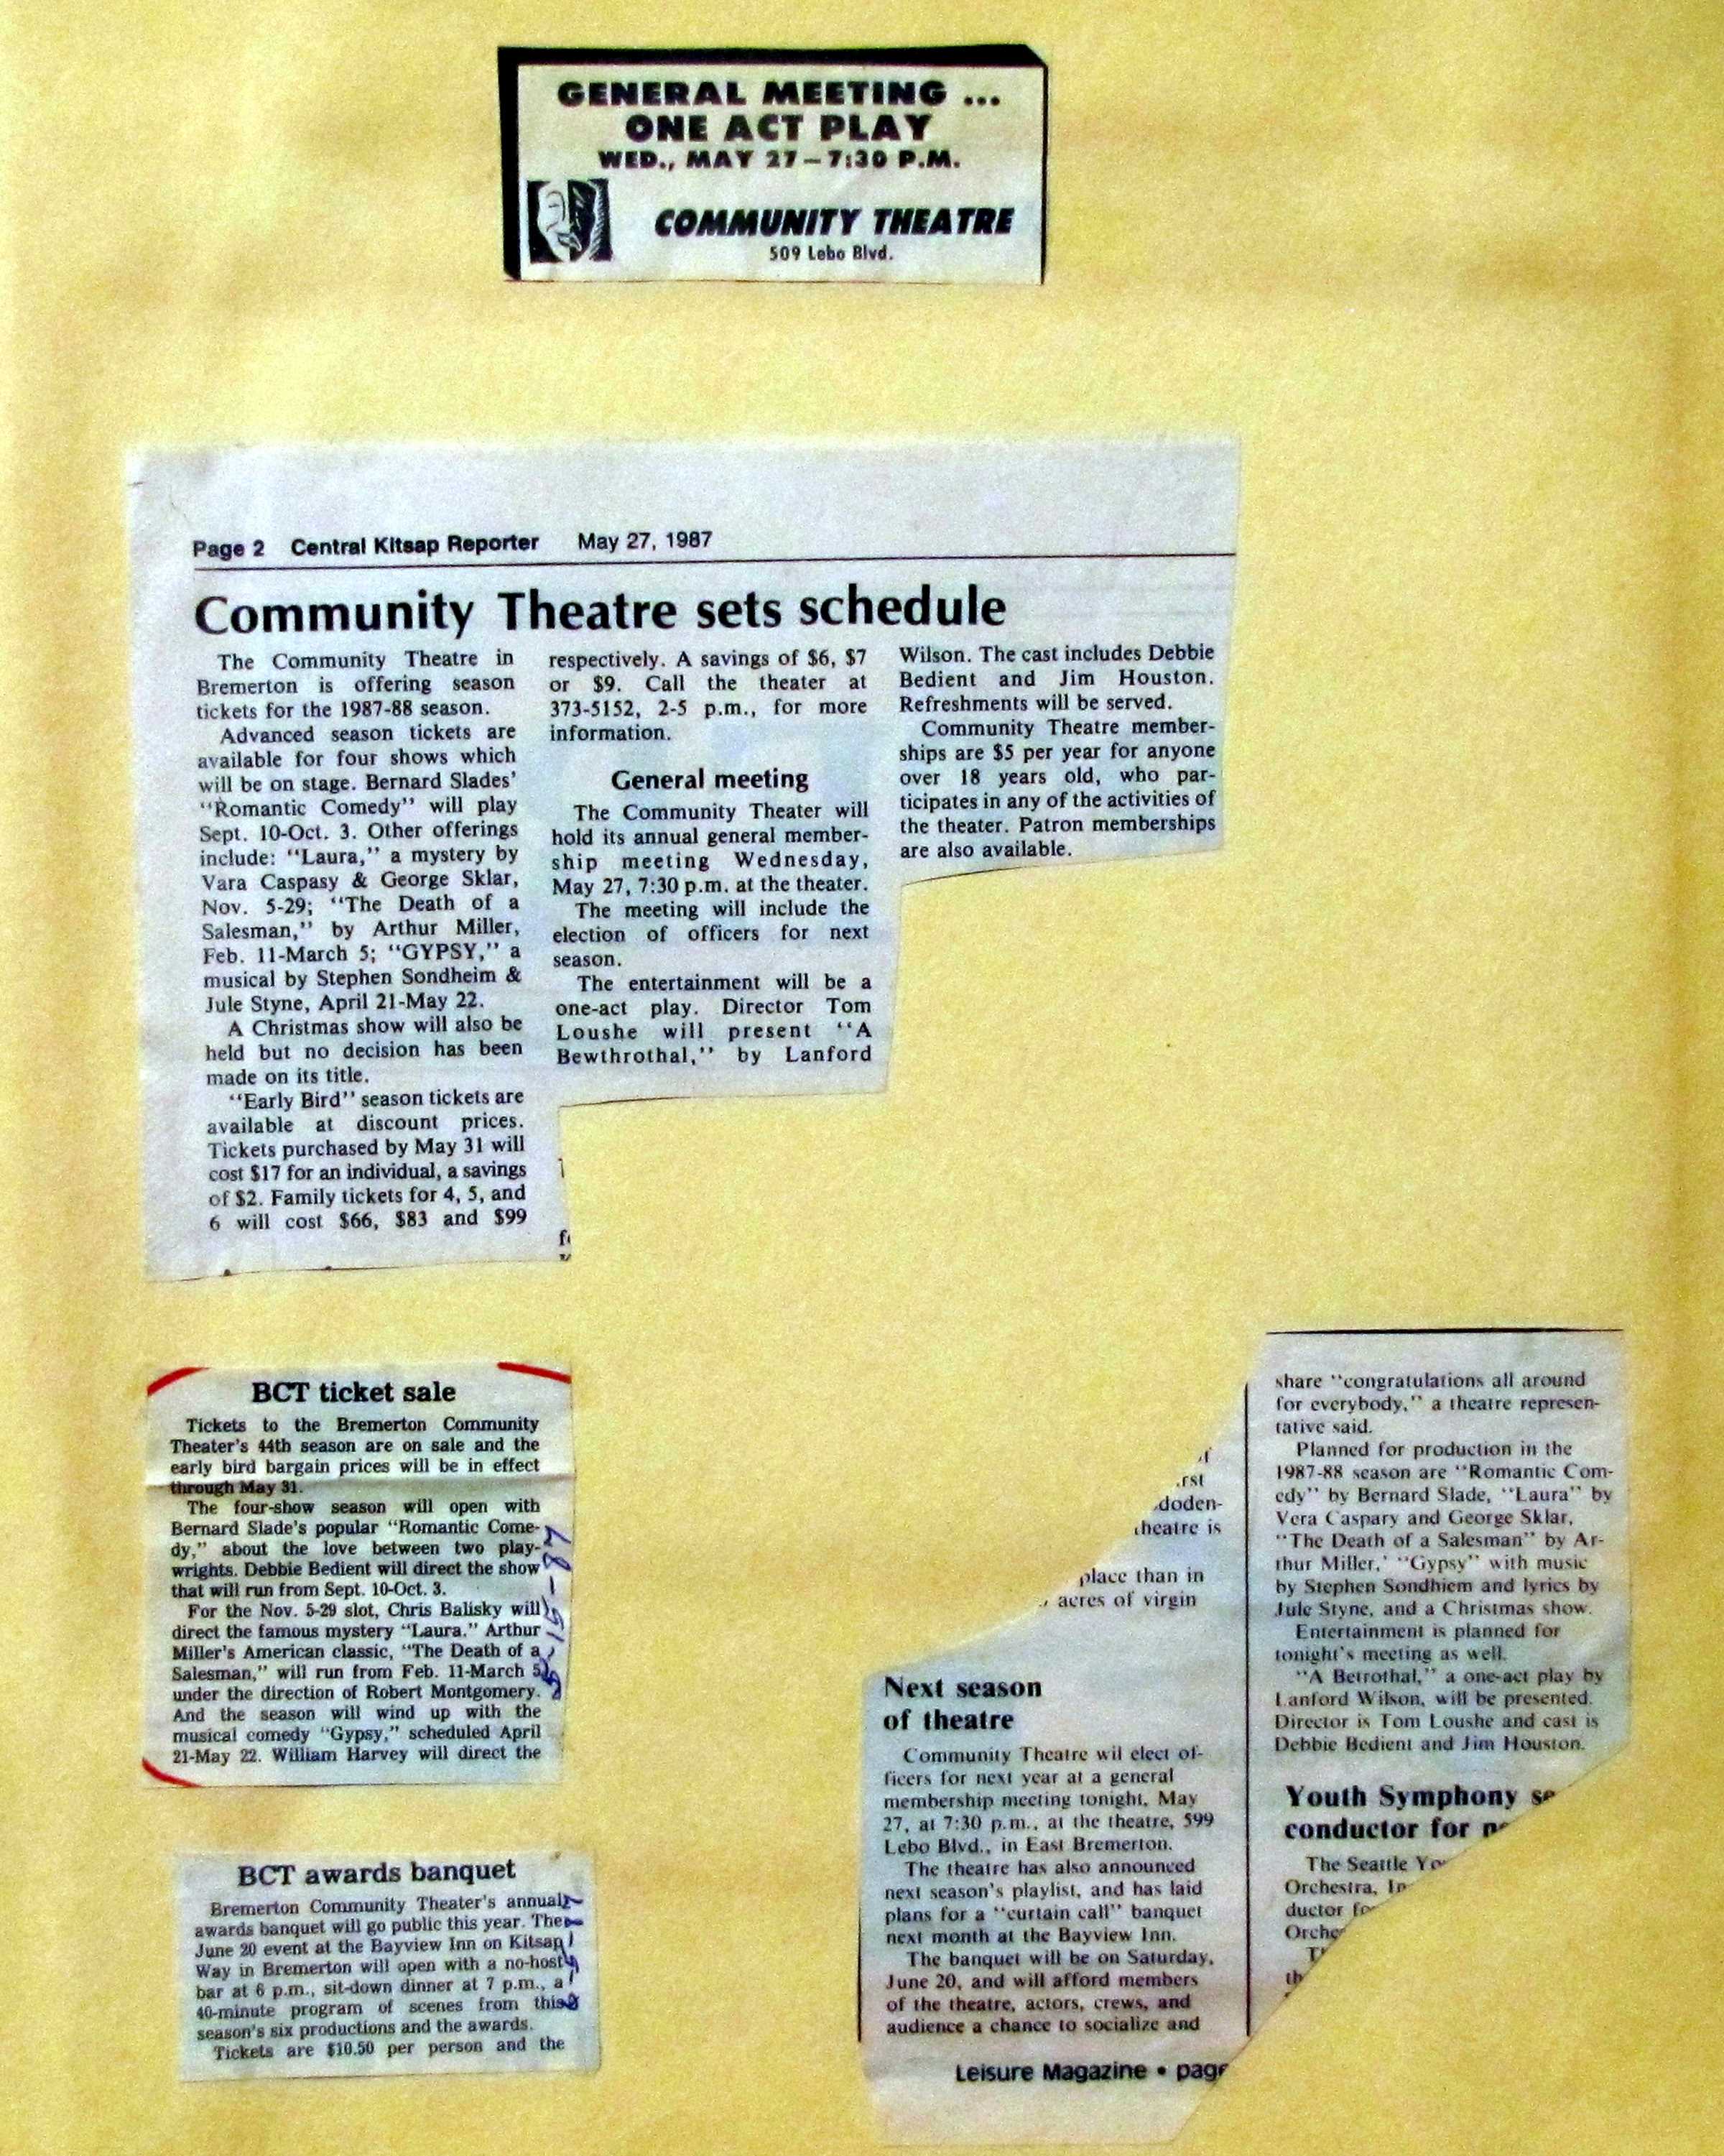 GENERAL MEETING ...
ONE ACT PLAY
WED., MAY 27 – 7:30 P.M.
COMMUNITY THEATRE
509 Lebo Blvd.
Page 2 Central Kitsap Reporter May 27, 1987
Community Theatre sets schedule
The Community Theatre in
Bremerton is offering season
tickets for the 1987-88 season.
Advanced season tickets are
available for four shows which
will be on stage. Bernard Slades'
"Romantic Comedy" will play
Sept. 10-Oct. 3. Other offerings
include: "Laura," a mystery by
Vara Caspasy & George Sklar,
Nov. 5-29; "The Death of a
Salesman," by Arthur Miller,
Feb. 11-March 5; "GYPSY," a
musical by Stephen Sondheim &
Jule Styne, April 21-May 22.
A Christmas show will also be
held but no decision has been
made on its title.
"Early Bird" season tickets are
available at discount prices.
Tickets purchased by May 31 will
cost $17 for an individual, a savings
of $2. Family tickets for 4, 5, and
6 will cost $66, $83 and $99
respectively. A savings of $6, $7
or $9. Call the theater at
373-5152, 2-5 p.m., for more
information.
General meeting
The Community Theater will
hold its annual general member-
ship meeting Wednesday,
May 27, 7:30 p.m. at the theater.
The meeting will include the
election of officers for next
season.
The entertainment will be a
one-act play. Director Tom
Loushe will present "A
Bewthrothal," by Lanford
Wilson. The cast includes Debbie
Bedient and Jim Houston.
Refreshments will be served.
Community Theatre member-
ships are $5 per year for anyone
over 18 years old, who par-
ticipates in any of the activities of
the theater. Patron memberships
are also available.
BCT ticket sale
Tickets to the Bremerton Community
Theater's 44th season are on sale and the
early bird bargain prices will be in effect
through May 31.
The four-show season will open with
Bernard Slade's popular "Romantic Come-
dy," about the love between two play-
wrights. Debbie Bedient will direct the show
that will run from Sept. 10-Oct. 3.
For the Nov. 5-29 slot, Chris Balisky will
direct the famous mystery "Laura." Arthur
Miller's American classic, "The Death of a
Salesman," will run from Feb. 11-March 5
under the direction of Robert Montgomery.
And the season will wind up with the
musical comedy "Gypsy," scheduled April
21-May 22. William Harvey will direct the
BCT awards banquet
Bremerton Community Theater's annual
awards banquet will go public this year. The
June 20 event at the Bayview Inn on Kitsap
Way in Bremerton will open with a no-host
bar at 6 p.m., sit-down dinner at 7 p.m., a
40-minute program of scenes from this
season's six productions and the awards.
Tickets are $10.50 per person and the
doden-
theatre is
place than in
acres of virgin
Next season
of theatre
Community Theatre wil elect of-
ficers for next year at a general
membership meeting tonight, May
27, at 7:30 p.m., at the theatre, 599
Lebo Blvd., in East Bremerton.
The theatre has also announced
next season's playlist, and has laid
plans for a "curtain call" banquet
next month at the Bayview Inn.
The banquet will be on Saturday,
June 20, and will afford members
of the theatre, actors, crews, and
audience a chance to socialize and
Leisure Magazine • page
share "congratulations all around
for everybody," a theatre represen-
tative said.
Planned for production in the
1987-88 season are "Romantic Com-
edy" by Bernard Slade, "Laura" by
Vera Caspary and George Sklar,
"The Death of a Salesman" by Ar-
thur Miller,' "Gypsy" with music
by Stephen Sondhiem and lyrics by
Jule Styne, and a Christmas show.
Entertainment is planned for
tonight's meeting as well.
"A Betrothal," a one-act play by
Lanford Wilson, will be presented.
Director is Tom Loushe and cast is
Debbie Bedient and Jim Houston.
Youth Symphony se
conductor for ne
The Seattle Yo
Orchestra, In
ductor fo
Orche